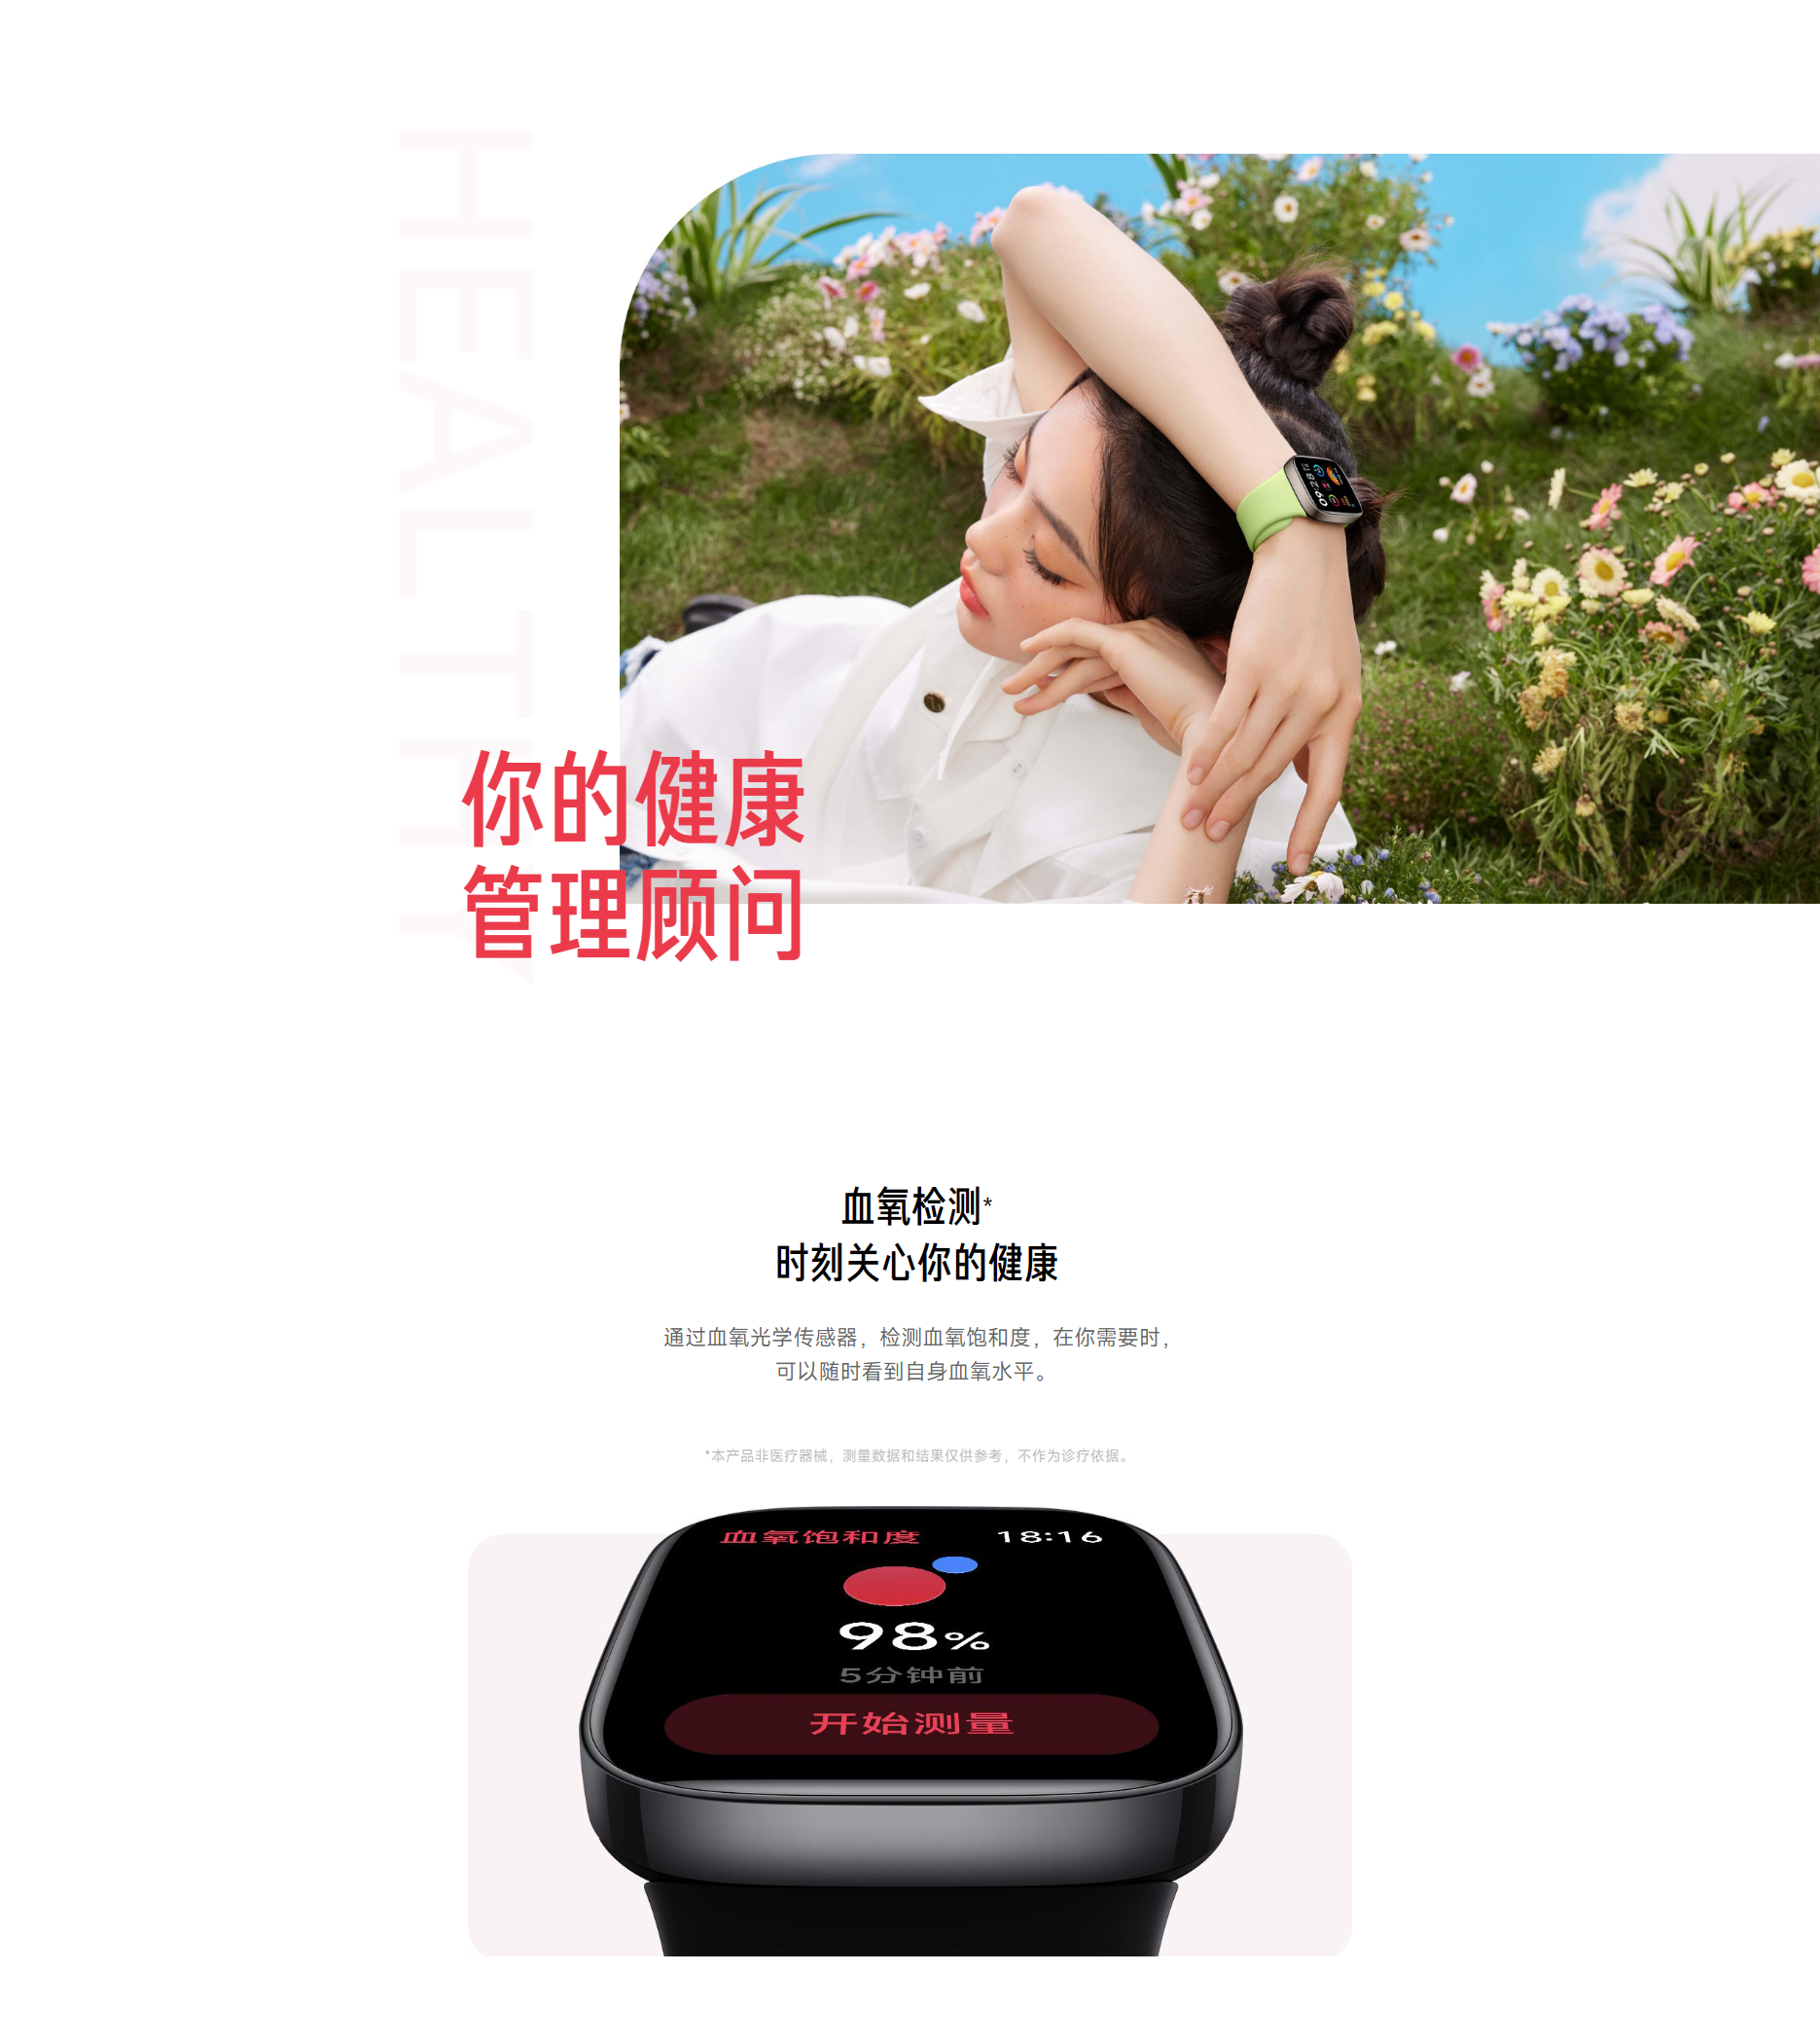 HEALTHY
你的健康
管理顾问
血氧检测*
时刻关心你的健康
通过血氧光学传感器，检测血氧饱和度，在你需要时，
可以随时看到自身血氧水平。
*本产品非医疗器械，测量数据和结果仅供参考，不作为诊疗依据。
血氧饱和度 18:16
98%
5分钟前
开始测量